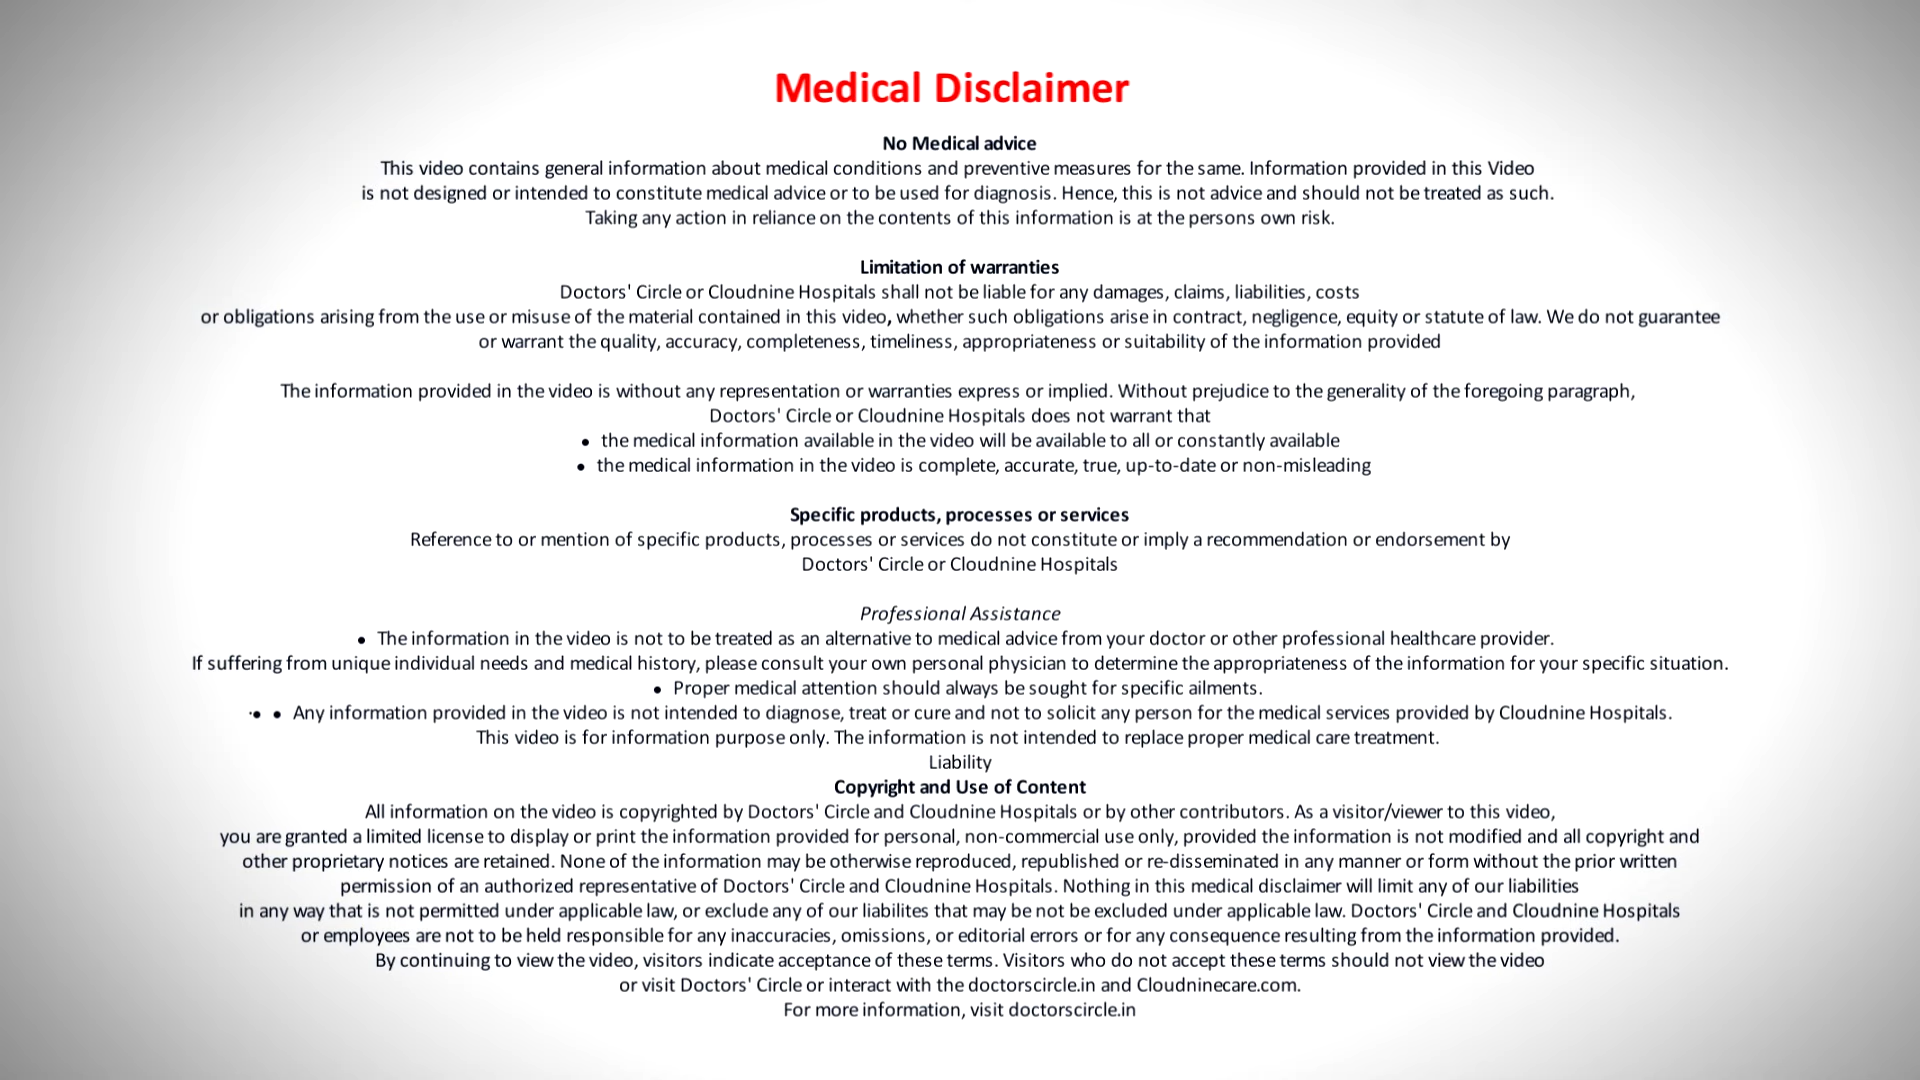 Medical Disclaimer
No Medical advice
This video contains general information about medical conditions and preventive measures for the same. Information provided in this Video
is not designed or intended to constitute medical advice or to be used for diagnosis. Hence, this is not advice and should not be treated as such.
Taking any action in reliance on the contents of this information is at the persons own risk.
Limitation of warranties
Doctors' Circle or Cloudnine Hospitals shall not be liable for any damages, claims, liabilities, costs
or obligations arising from the use or misuse of the material contained in this video, whether such obligations arise in contract, negligence, equity or statute of law. We do not guarantee
or warrant the quality, accuracy, completeness, timeliness, appropriateness or suitability of the information provided
The information provided in the video is without any representation or warranties express or implied. Without prejudice to the generality of the foregoing paragraph,
Doctors' Circle or Cloudnine Hospitals does not warrant that
• the medical information available in the video will be available to all or constantly available
• the medical information in the video is complete, accurate, true, up-to-date or non-misleading
Specific products, processes or services
Reference to or mention of specific products, processes or services do not constitute or imply a recommendation or endorsement by
Doctors' Circle or Cloudnine Hospitals
Professional Assistance
• The information in the video is not to be treated as an alternative to medical advice from your doctor or other professional healthcare provider.
If suffering from unique individual needs and medical history, please consult your own personal physician to determine the appropriateness of the information for your specific situation.
• Proper medical attention should always be sought for specific ailments.
·• • Any information provided in the video is not intended to diagnose, treat or cure and not to solicit any person for the medical services provided by Cloudnine Hospitals.
This video is for information purpose only. The information is not intended to replace proper medical care treatment.
Liability
Copyright and Use of Content
All information on the video is copyrighted by Doctors' Circle and Cloudnine Hospitals or by other contributors. As a visitor/viewer to this video,
you are granted a limited license to display or print the information provided for personal, non-commercial use only, provided the information is not modified and all copyright and
other proprietary notices are retained. None of the information may be otherwise reproduced, republished or re-disseminated in any manner or form without the prior written
permission of an authorized representative of Doctors' Circle and Cloudnine Hospitals. Nothing in this medical disclaimer will limit any of our liabilities
in any way that is not permitted under applicable law, or exclude any of our liabilites that may be not be excluded under applicable law. Doctors' Circle and Cloudnine Hospitals
or employees are not to be held responsible for any inaccuracies, omissions, or editorial errors or for any consequence resulting from the information provided.
By continuing to view the video, visitors indicate acceptance of these terms. Visitors who do not accept these terms should not view the video
or visit Doctors' Circle or interact with the doctorscircle.in and Cloudninecare.com.
For more information, visit doctorscircle.in